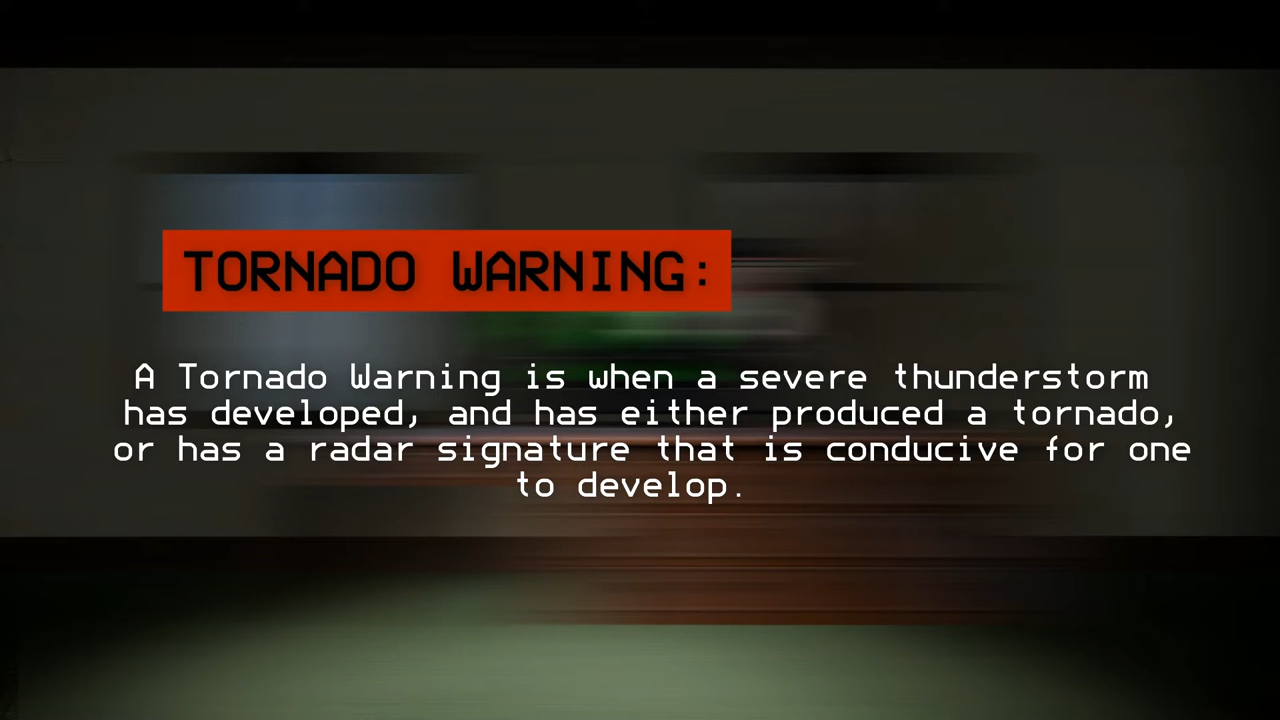 TORNADO WARNING:
A Tornado Warning is when a severe thunderstorm
has developed, and has either produced a tornado,
or has a radar signature that is conducive for one
to develop.